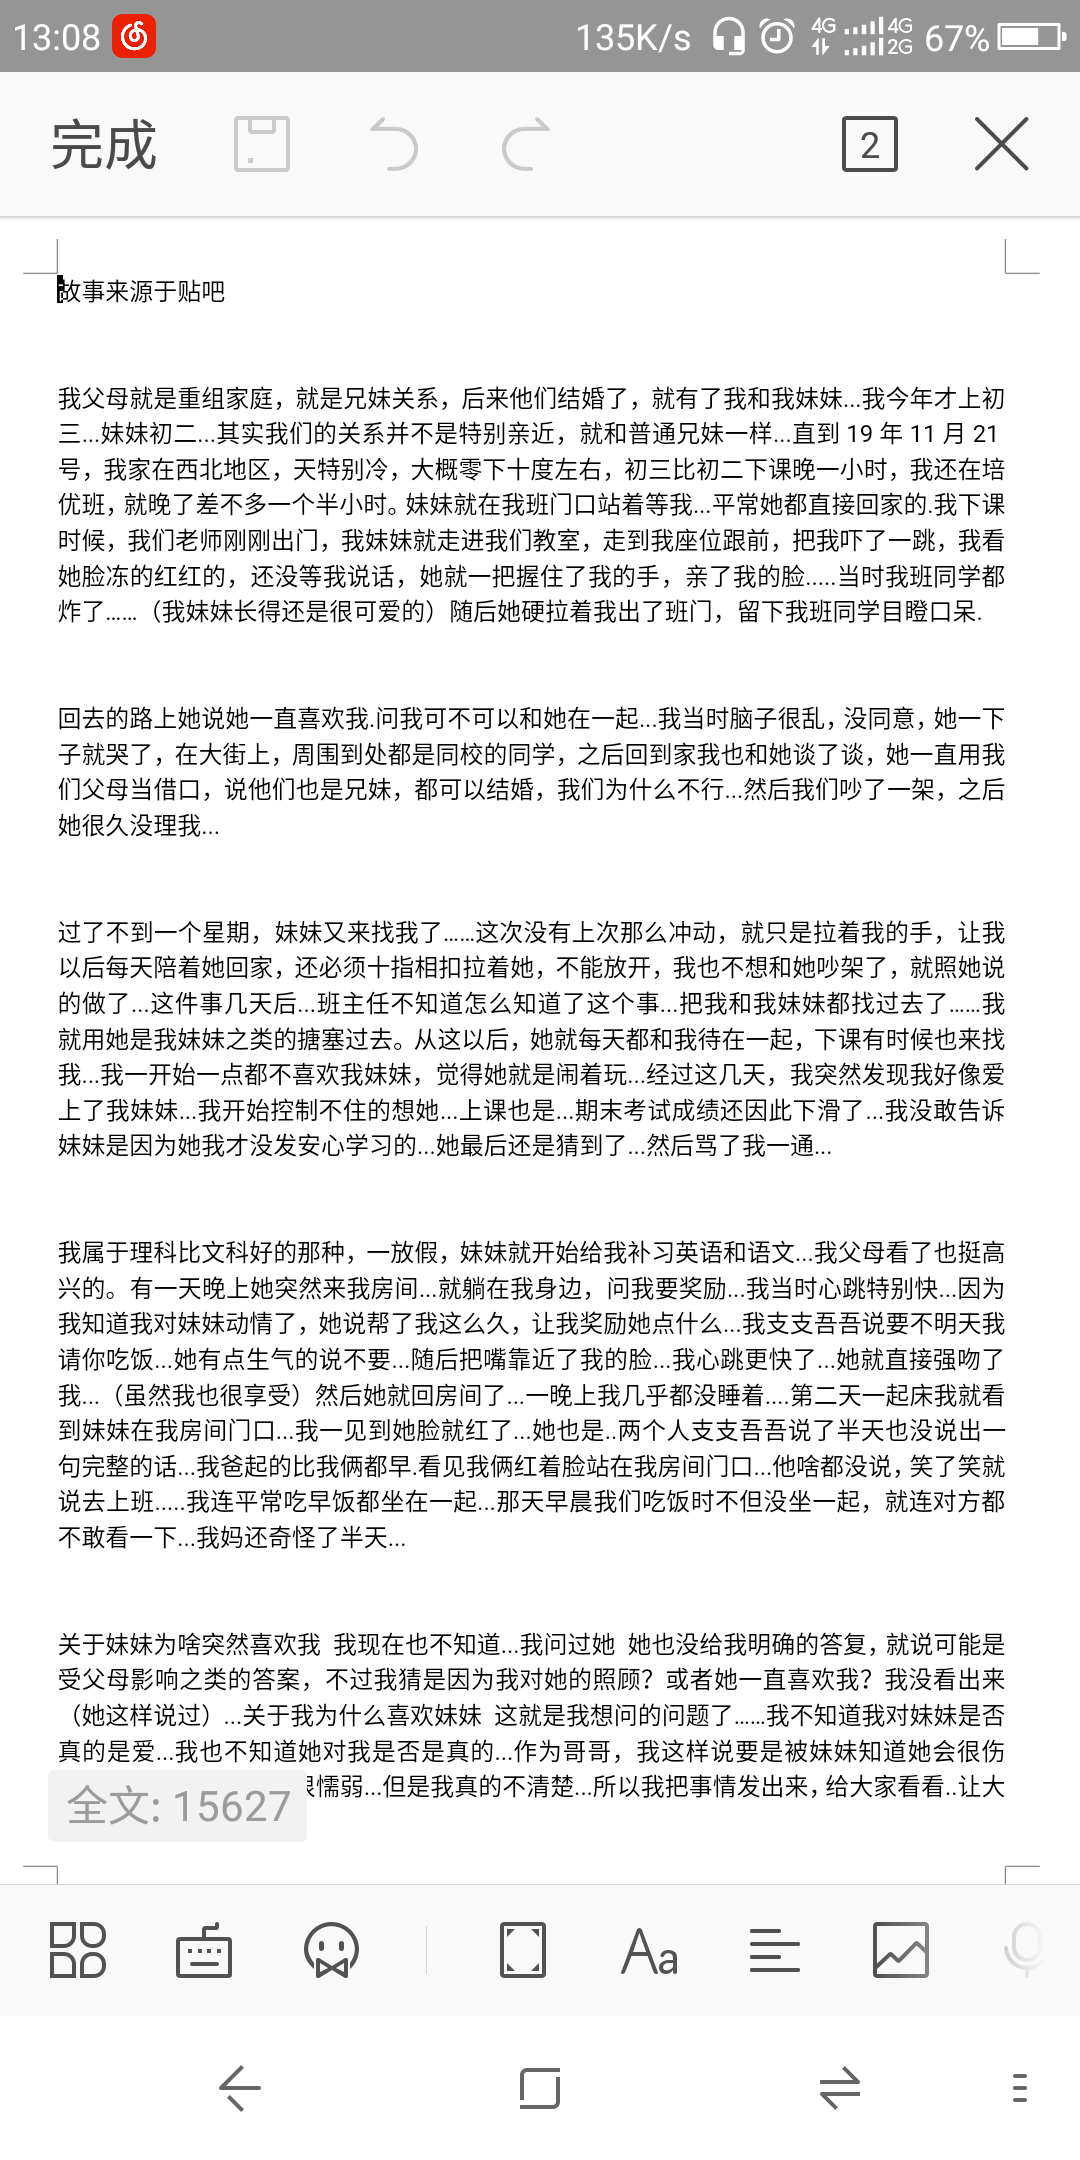 13:08 135K/s 4G 4G 2G 67%
完成 2
故事来源于贴吧
我父母就是重组家庭，就是兄妹关系，后来他们结婚了，就有了我和我妹妹...我今年才上初
三...妹妹初二...其实我们的关系并不是特别亲近，就和普通兄妹一样...直到 19 年 11 月 21
号，我家在西北地区，天特别冷，大概零下十度左右，初三比初二下课晚一小时，我还在培
优班，就晚了差不多一个半小时。妹妹就在我班门口站着等我...平常她都直接回家的.我下课
时候，我们老师刚刚出门，我妹妹就走进我们教室，走到我座位跟前，把我吓了一跳，我看
她脸冻的红红的，还没等我说话，她就一把握住了我的手，亲了我的脸.....当时我班同学都
炸了......（我妹妹长得还是很可爱的）随后她硬拉着我出了班门，留下我班同学目瞪口呆.
回去的路上她说她一直喜欢我.问我可不可以和她在一起...我当时脑子很乱，没同意，她一下
子就哭了，在大街上，周围到处都是同校的同学，之后回到家我也和她谈了谈，她一直用我
们父母当借口，说他们也是兄妹，都可以结婚，我们为什么不行...然后我们吵了一架，之后
她很久没理我...
过了不到一个星期，妹妹又来找我了......这次没有上次那么冲动，就只是拉着我的手，让我
以后每天陪着她回家，还必须十指相扣拉着她，不能放开，我也不想和她吵架了，就照她说
的做了...这件事几天后...班主任不知道怎么知道了这个事...把我和我妹妹都找过去了......我
就用她是我妹妹之类的搪塞过去。从这以后，她就每天都和我待在一起，下课有时候也来找
我...我一开始一点都不喜欢我妹妹，觉得她就是闹着玩...经过这几天，我突然发现我好像爱
上了我妹妹...我开始控制不住的想她...上课也是...期末考试成绩还因此下滑了...我没敢告诉
妹妹是因为她我才没发安心学习的...她最后还是猜到了...然后骂了我一通...
我属于理科比文科好的那种，一放假，妹妹就开始给我补习英语和语文...我父母看了也挺高
兴的。有一天晚上她突然来我房间...就躺在我身边，问我要奖励...我当时心跳特别快...因为
我知道我对妹妹动情了，她说帮了我这么久，让我奖励她点什么...我支支吾吾说要不明天我
请你吃饭...她有点生气的说不要...随后把嘴靠近了我的脸...我心跳更快了...她就直接强吻了
我...（虽然我也很享受）然后她就回房间了...一晚上我几乎都没睡着....第二天一起床我就看
到妹妹在我房间门口...我一见到她脸就红了...她也是..两个人支支吾吾说了半天也没说出一
句完整的话...我爸起的比我俩都早.看见我俩红着脸站在我房间门口...他啥都没说，笑了笑就
说去上班.....我连平常吃早饭都坐在一起...那天早晨我们吃饭时不但没坐一起，就连对方都
不敢看一下...我妈还奇怪了半天...
关于妹妹为啥突然喜欢我 我现在也不知道...我问过她 她也没给我明确的答复，就说可能是
受父母影响之类的答案，不过我猜是因为我对她的照顾？或者她一直喜欢我？我没看出来
（她这样说过）...关于我为什么喜欢妹妹 这就是我想问的问题了......我不知道我对妹妹是否
真的是爱...我也不知道她对我是否是真的...作为哥哥，我这样说要是被妹妹知道她会很伤
懦弱...但是我真的不清楚...所以我把事情发出来，给大家看看..让大
全文: 15627
Aa